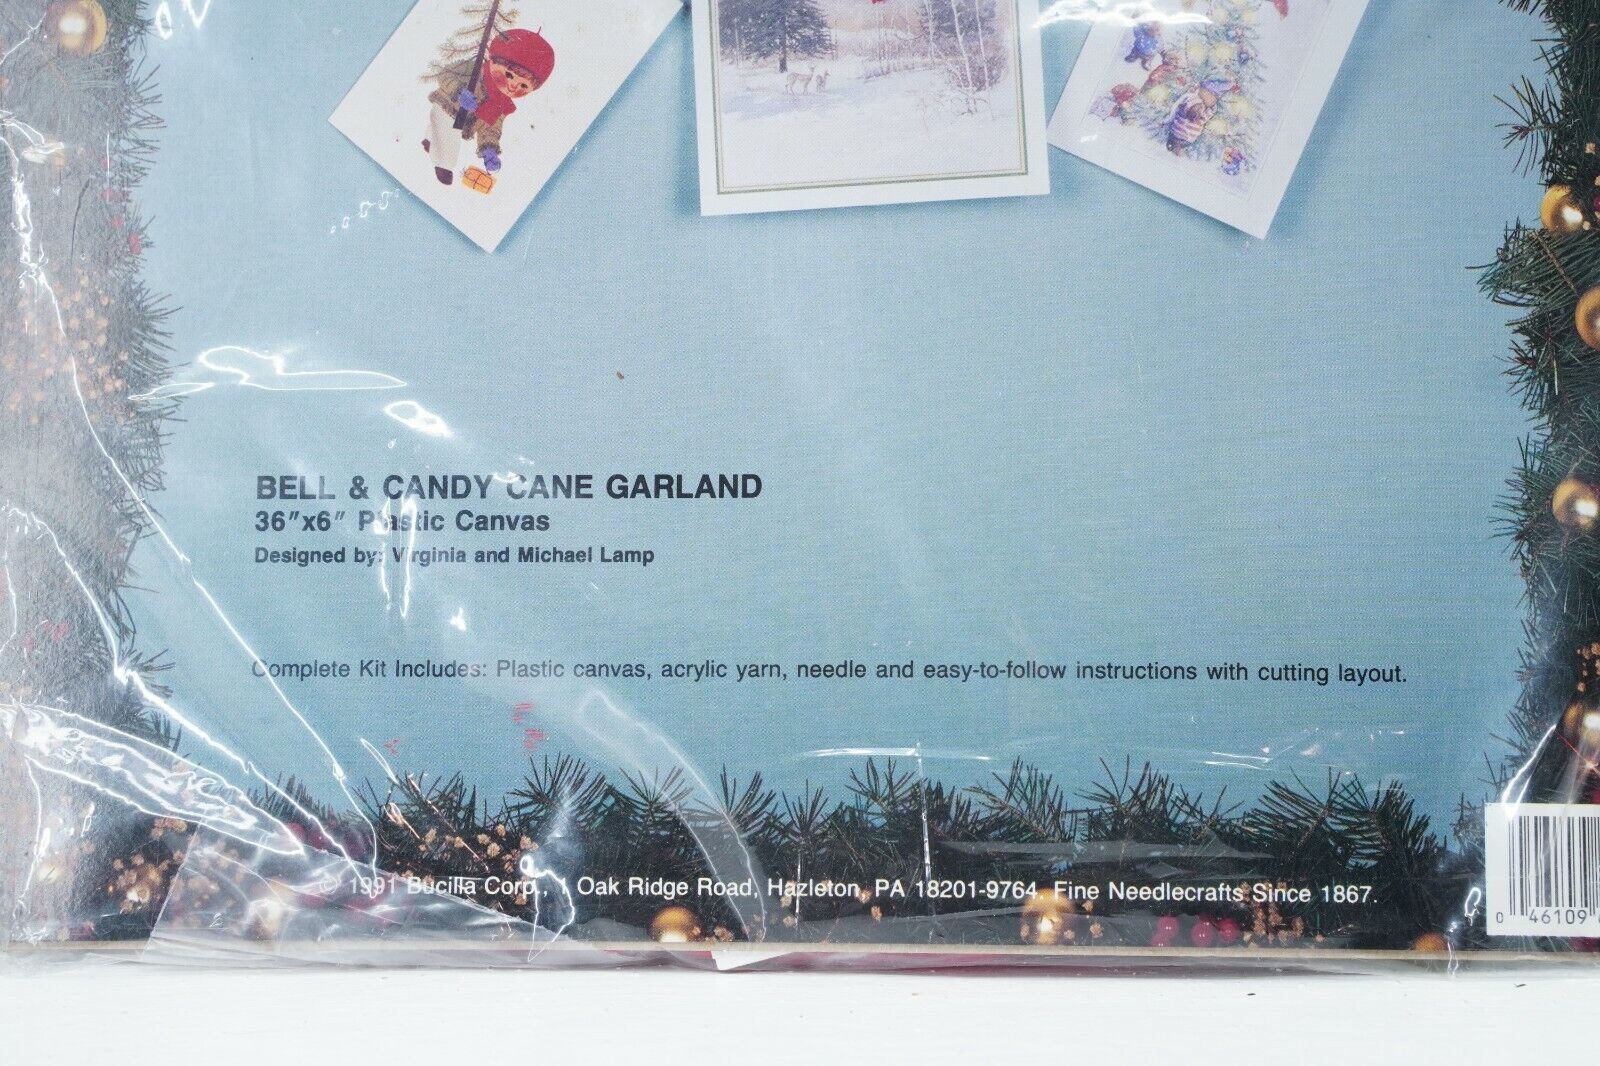 BELL & CANDY CANE GARLAND
36"x6" Plastic Canvas
Designed by: Virginia and Michael Lamp
Complete Kit Includes: Plastic canvas, acrylic yarn, needle and easy-to-follow instructions with cutting layout.
© 1991 Bucilla Corp., 1 Oak Ridge Road, Hazleton, PA 18201-9764. Fine Needlecrafts Since 1867.
0 46109